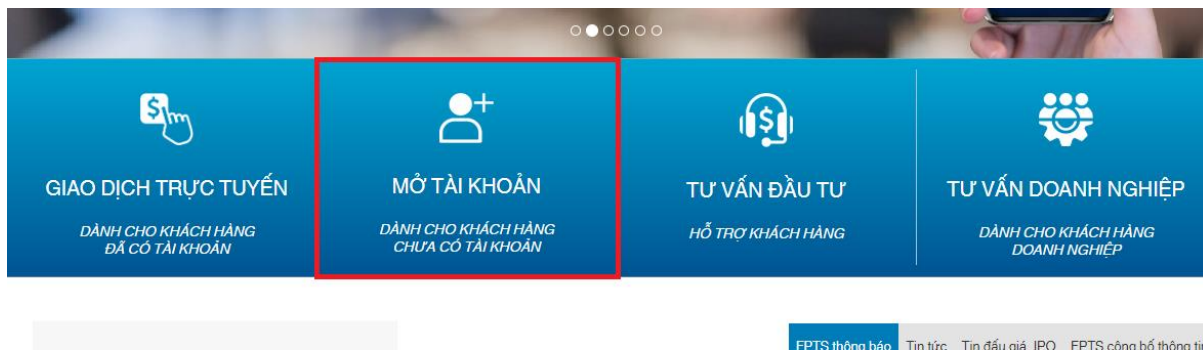 GIAO DỊCH TRỰC TUYẾN
DÀNH CHO KHÁCH HÀNG
ĐÃ CÓ TÀI KHOẢN
MỞ TÀI KHOẢN
DÀNH CHO KHÁCH HÀNG
CHƯA CÓ TÀI KHOẢN
TƯ VẤN ĐẦU TƯ
HỖ TRỢ KHÁCH HÀNG
TƯ VẤN DOANH NGHIỆP
DÀNH CHO KHÁCH HÀNG
DOANH NGHIỆP
FPTS thông báo Tin tức Tin đấu giá, IPO FPTS công bố thông tin